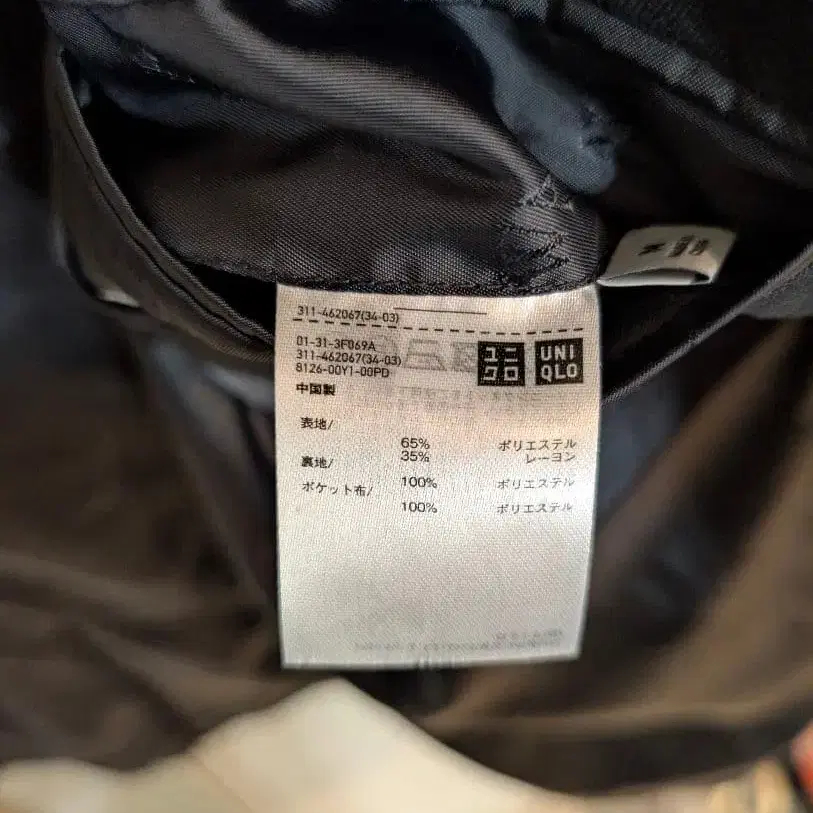 311-462067(34-03)
01-31-3F069A
311-462067(34-03)
8126-00Y1-00PD
ユニ
クロ
UNI
QLO
中国製
表地/
65% ポリエステル
35% レーヨン
裏地/
100% ポリエステル
ポケット布/
100% ポリエステル
M